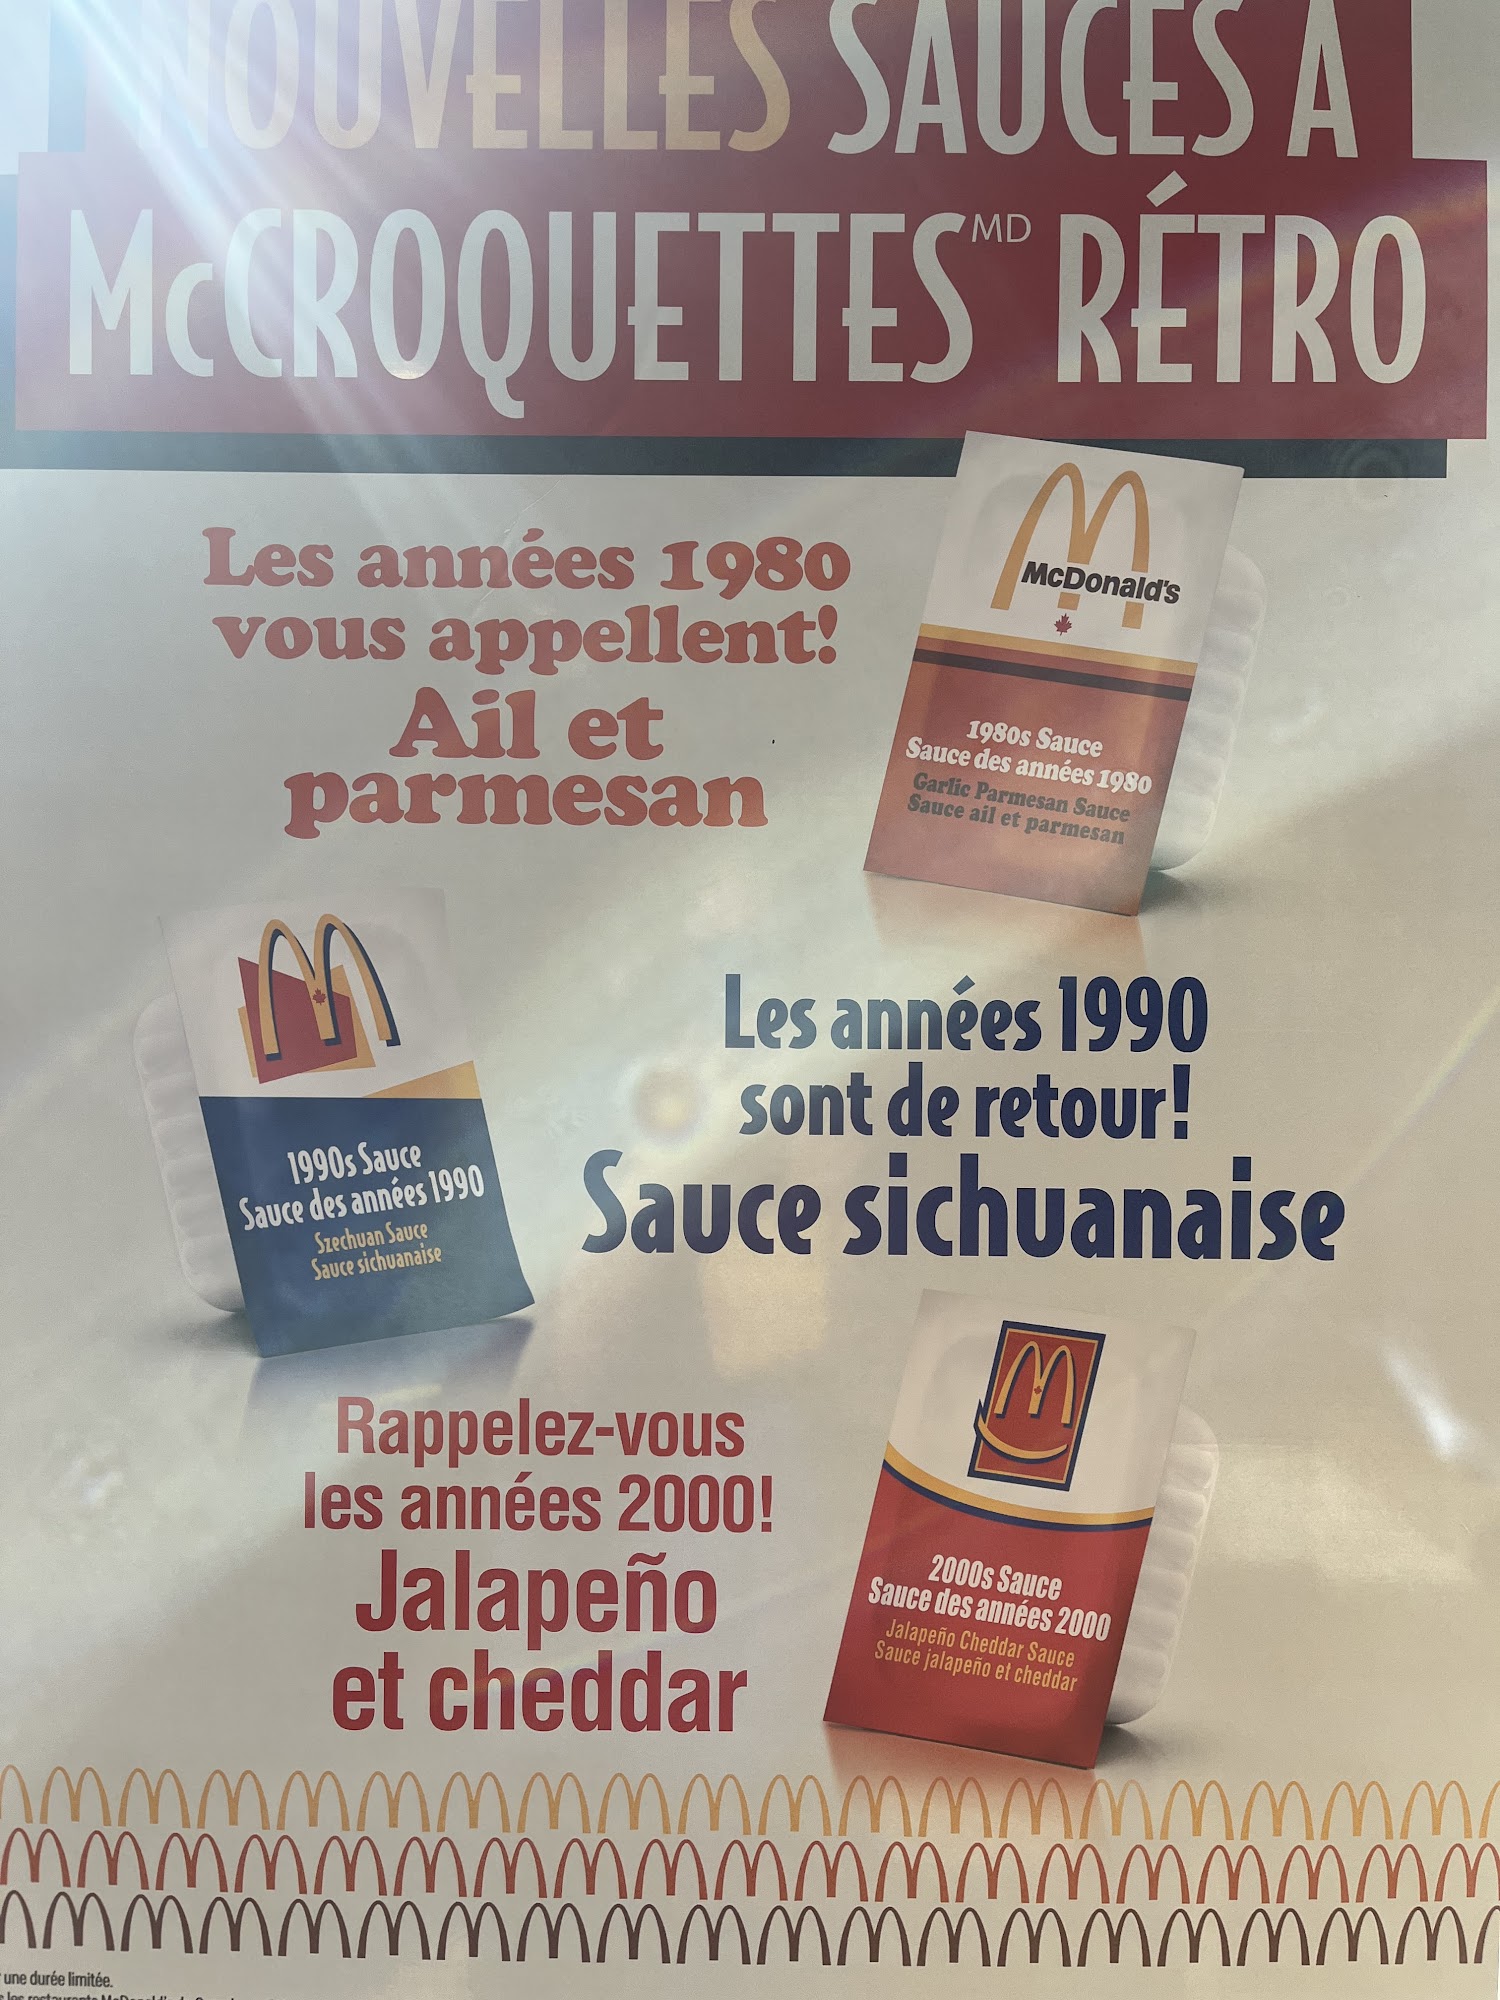 NOUVELLES SAUCES À
McCROQUETTES MD RÉTRO
Les années 1980
vous appellent!
Ail et
parmesan
McDonald's
1980s Sauce
Sauce des années 1980
Garlic Parmesan Sauce
Sauce ail et parmesan
1990s Sauce
Sauce des années 1990
Szechuan Sauce
Sauce sichuanaise
Les années 1990
sont de retour!
Sauce sichuanaise
Rappelez-vous
les années 2000!
Jalapeño
et cheddar
2000s Sauce
Sauce des années 2000
Jalapeño Cheddar Sauce
Sauce jalapeño et cheddar
une durée limitée.
les restaurants McDonald's